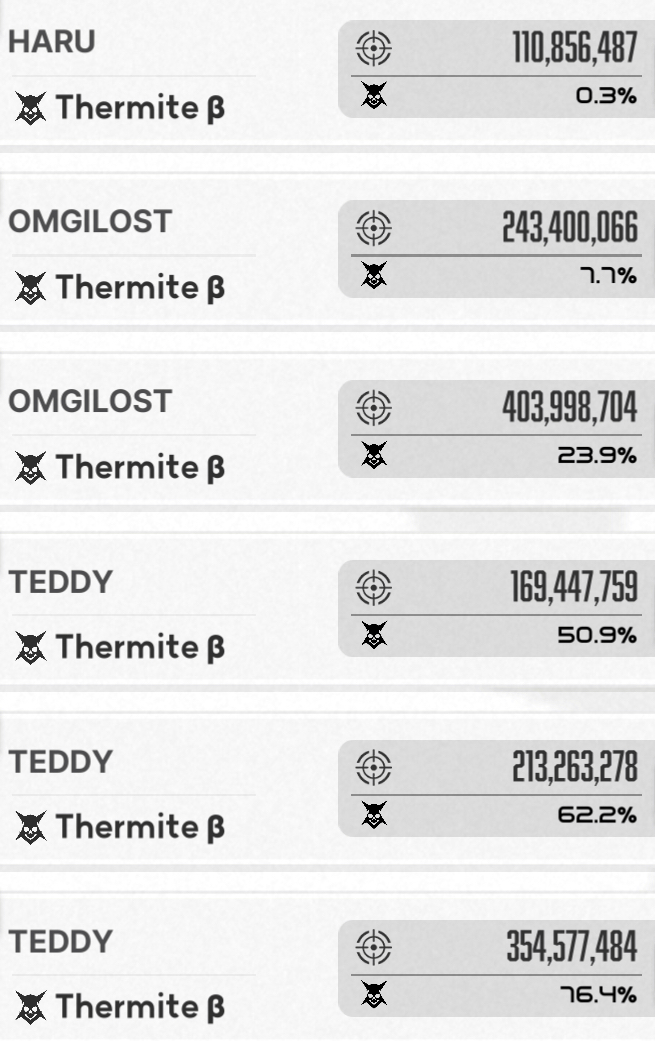 HARU
110,856,487
Thermite β
0.3%
OMGILOST
243,400,066
Thermite β
7.7%
OMGILOST
403,998,704
Thermite β
23.9%
TEDDY
169,447,759
Thermite β
50.9%
TEDDY
213,263,278
Thermite β
62.2%
TEDDY
354,577,484
Thermite β
76.4%